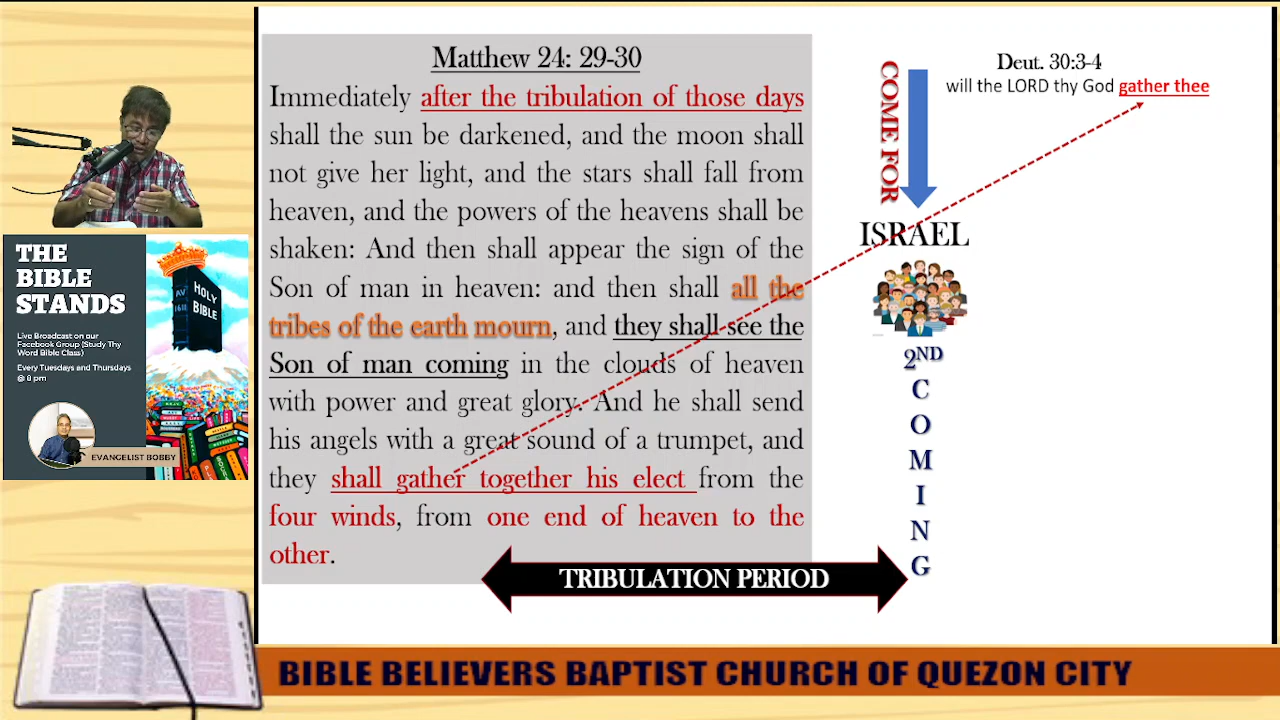 Matthew 24: 29-30
Immediately after the tribulation of those days
shall the sun be darkened, and the moon shall
not give her light, and the stars shall fall from
heaven, and the powers of the heavens shall be
shaken: And then shall appear the sign of the
Son of man in heaven: and then shall all the
tribes of the earth mourn, and they shall see the
Son of man coming in the clouds of heaven
with power and great glory. And he shall send
his angels with a great sound of a trumpet, and
they shall gather together his elect from the
four winds, from one end of heaven to the
other.
TRIBULATION PERIOD
COME FOR
Deut. 30:3-4
will the LORD thy God gather thee
ISRAEL
2ND
C
O
M
I
N
G
THE
BIBLE
STANDS
Live Broadcast on our
Facebook Group (Study Thy
Word Bible Class)
Every Tuesdays and Thursdays
@ 8 pm
AV
1611
HOLY
BIBLE
EVANGELIST BOBBY
BIBLE BELIEVERS BAPTIST CHURCH OF QUEZON CITY